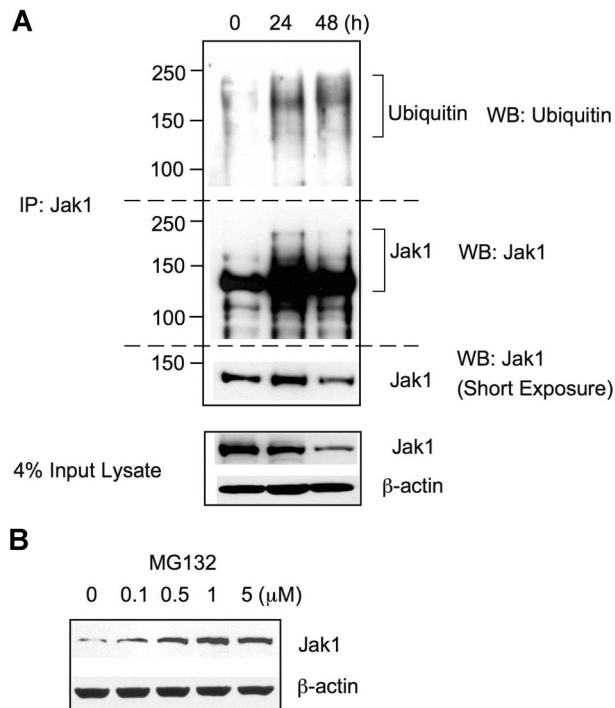 A
0 24 48 (h)
250
150
100
Ubiquitin
WB: Ubiquitin
IP: Jak1
250
150
100
Jak1
WB: Jak1
150
Jak1
WB: Jak1
(Short Exposure)
4% Input Lysate
Jak1
β-actin
B
MG132
0 0.1 0.5 1 5 (μM)
Jak1
β-actin